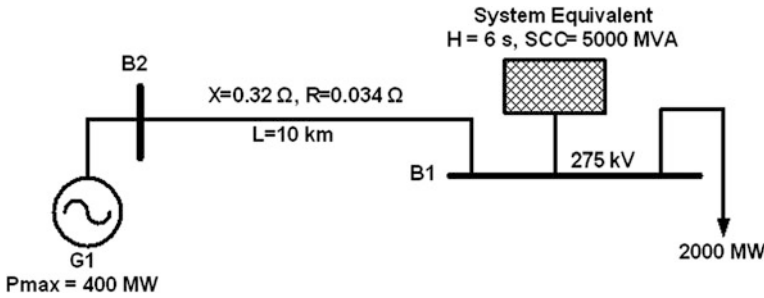 System Equivalent
H = 6 s, SCC= 5000 MVA
B2
X=0.32 Ω, R=0.034 Ω
L=10 km
B1
275 kV
G1
Pmax = 400 MW
2000 MW